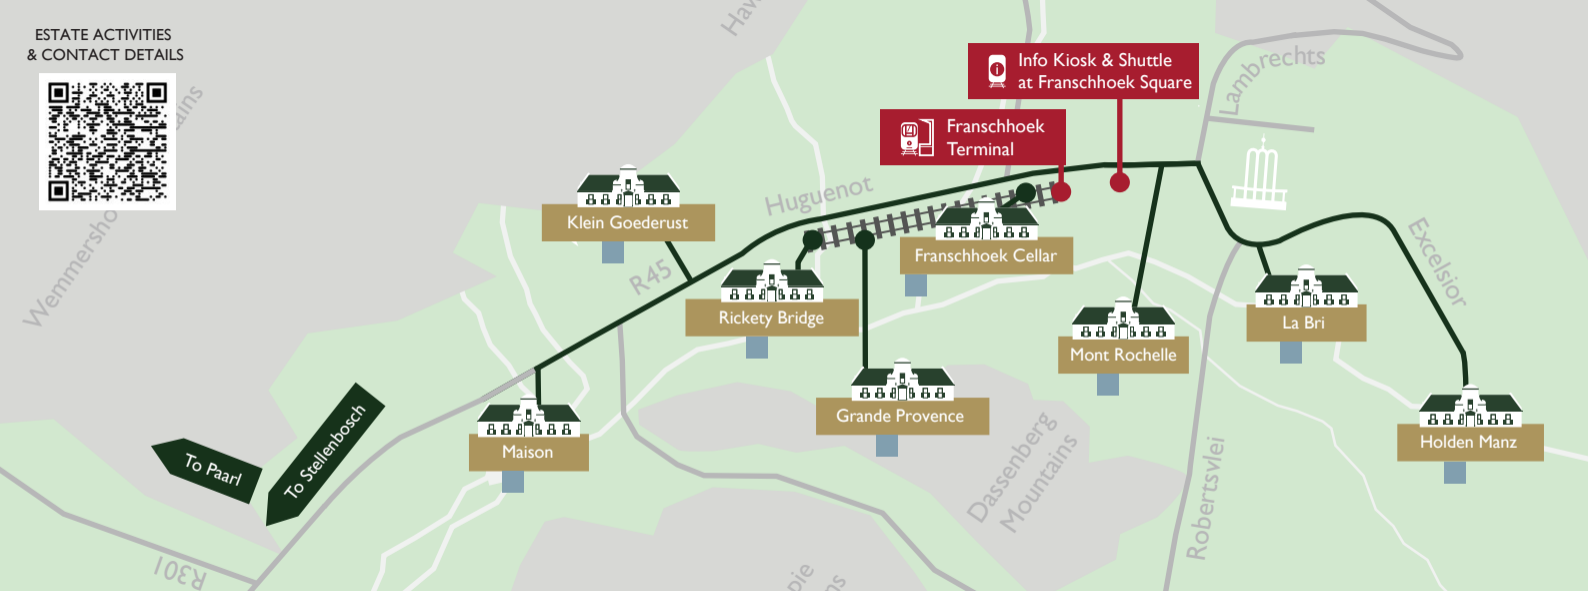 ESTATE ACTIVITIES
& CONTACT DETAILS
Info Kiosk & Shuttle
at Franschhoek Square
Franschhoek
Terminal
Lambrechts
Huguenot
Klein Goederust
Franschhoek Cellar
Excelsior
R45
Rickety Bridge
La Bri
Mont Rochelle
Grande Provence
Holden Manz
Maison
Dassenberg
Mountains
To Paarl
To Stellenbosch
Robertsvlei
R301